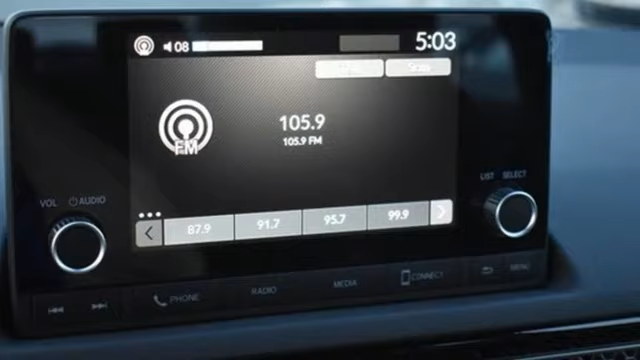 08
5:03
FM
105.9
105.9 FM
VOL AUDIO
LIST SELECT
87.9 91.7 95.7 99.9
PHONE RADIO MEDIA CONNECT MENU